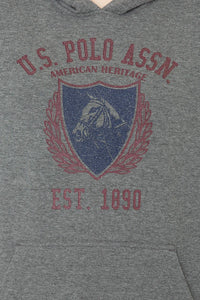 U.S. POLO ASSN.
AMERICAN HERITAGE
EST. 1890